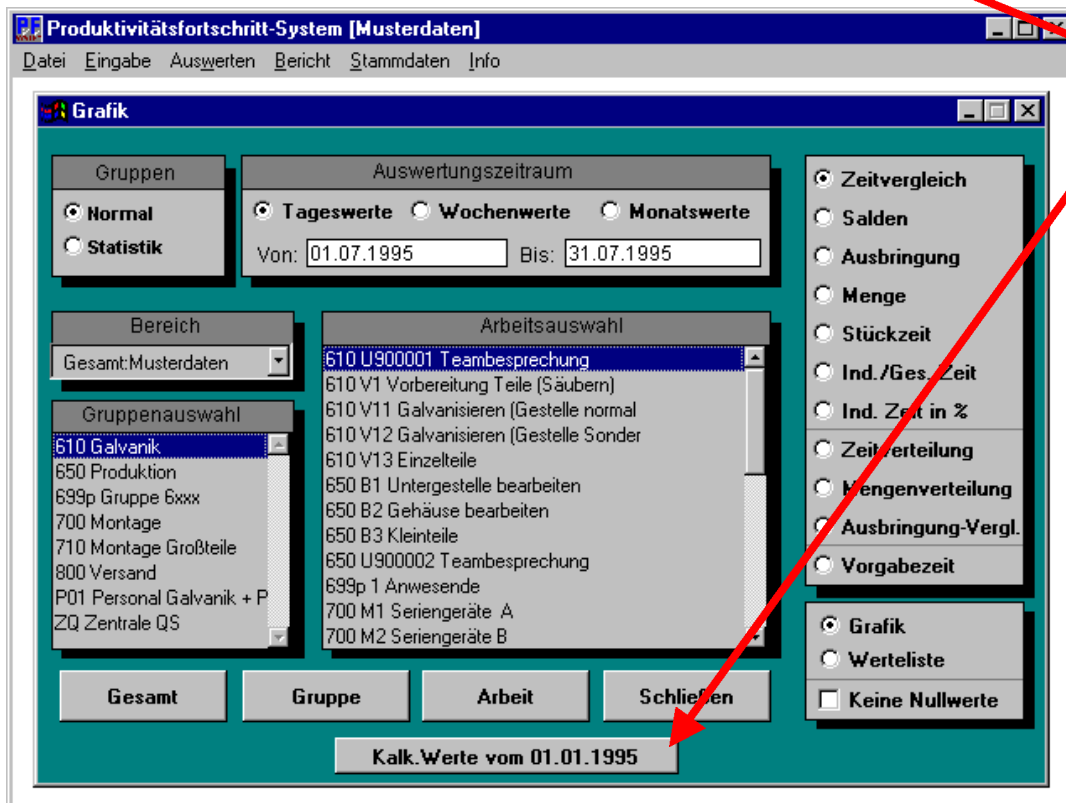 Produktivitätsfortschritt-System [Musterdaten]
Datei Eingabe Auswerten Bericht Stammdaten Info
Grafik
Gruppen
Normal
Statistik
Auswertungszeitraum
Tageswerte Wochenwerte Monatswerte
Von: 01.07.1995 Bis: 31.07.1995
Bereich
Gesamt:Musterdaten
Gruppenauswahl
610 Galvanik
650 Produktion
699p Gruppe 6xxx
700 Montage
710 Montage Großteile
800 Versand
P01 Personal Galvanik + P
ZQ Zentrale QS
Arbeitsauswahl
610 U900001 Teambesprechung
610 V1 Vorbereitung Teile (Säubern)
610 V11 Galvanisieren (Gestelle normal
610 V12 Galvanisieren (Gestelle Sonder
610 V13 Einzelteile
650 B1 Untergestelle bearbeiten
650 B2 Gehäuse bearbeiten
650 B3 Kleinteile
650 U900002 Teambesprechung
699p 1 Anwesende
700 M1 Seriengeräte A
700 M2 Seriengeräte B
Zeitvergleich
Salden
Ausbringung
Menge
Stückzeit
Ind./Ges. Zeit
Ind. Zeit in %
Zeitverteilung
Mengenverteilung
Ausbringung-Vergl.
Vorgabezeit
Grafik
Werteliste
Keine Nullwerte
Gesamt Gruppe Arbeit Schließen
Kalk.Werte vom 01.01.1995